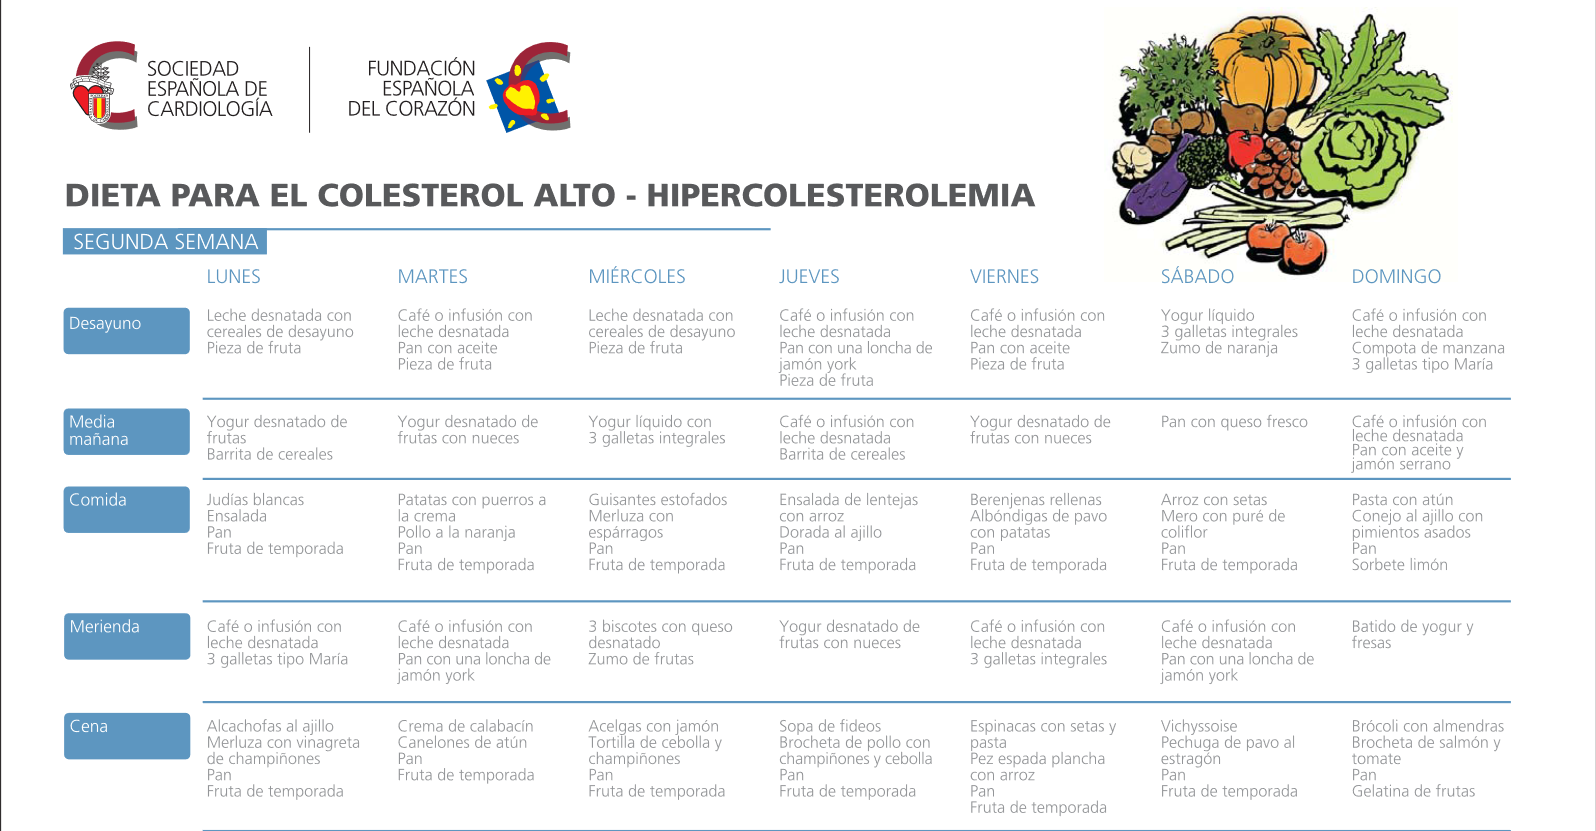 SOCIEDAD
ESPAÑOLA DE
CARDIOLOGÍA
FUNDACIÓN
ESPAÑOLA
DEL CORAZÓN
DIETA PARA EL COLESTEROL ALTO - HIPERCOLESTEROLEMIA
SEGUNDA SEMANA
LUNES
MARTES
MIÉRCOLES
JUEVES
VIERNES
SÁBADO
DOMINGO
Desayuno
Leche desnatada con
cereales de desayuno
Pieza de fruta
Café o infusión con
leche desnatada
Pan con aceite
Pieza de fruta
Leche desnatada con
cereales de desayuno
Pieza de fruta
Café o infusión con
leche desnatada
Pan con una loncha de
jamón york
Pieza de fruta
Café o infusión con
leche desnatada
Pan con aceite
Pieza de fruta
Yogur líquido
3 galletas integrales
Zumo de naranja
Café o infusión con
leche desnatada
Compota de manzana
3 galletas tipo María
Media
mañana
Yogur desnatado de
frutas
Barrita de cereales
Yogur desnatado de
frutas con nueces
Yogur líquido con
3 galletas integrales
Café o infusión con
leche desnatada
Barrita de cereales
Yogur desnatado de
frutas con nueces
Pan con queso fresco
Café o infusión con
leche desnatada
Pan con aceite y
jamón serrano
Comida
Judías blancas
Ensalada
Pan
Fruta de temporada
Patatas con puerros a
la crema
Pollo a la naranja
Pan
Fruta de temporada
Guisantes estofados
Merluza con
espárragos
Pan
Fruta de temporada
Ensalada de lentejas
con arroz
Dorada al ajillo
Pan
Fruta de temporada
Berenjenas rellenas
Albóndigas de pavo
con patatas
Pan
Fruta de temporada
Arroz con setas
Mero con puré de
coliflor
Pan
Fruta de temporada
Pasta con atún
Conejo al ajillo con
pimientos asados
Pan
Sorbete limón
Merienda
Café o infusión con
leche desnatada
3 galletas tipo María
Café o infusión con
leche desnatada
Pan con una loncha de
jamón york
3 biscotes con queso
desnatado
Zumo de frutas
Yogur desnatado de
frutas con nueces
Café o infusión con
leche desnatada
3 galletas integrales
Café o infusión con
leche desnatada
Pan con una loncha de
jamón york
Batido de yogur y
fresas
Cena
Alcachofas al ajillo
Merluza con vinagreta
de champiñones
Pan
Fruta de temporada
Crema de calabacín
Canelones de atún
Pan
Fruta de temporada
Acelgas con jamón
Tortilla de cebolla y
champiñones
Pan
Fruta de temporada
Sopa de fideos
Brocheta de pollo con
champiñones y cebolla
Pan
Fruta de temporada
Espinacas con setas y
pasta
Pez espada plancha
con arroz
Pan
Fruta de temporada
Vichyssoise
Pechuga de pavo al
estragón
Pan
Fruta de temporada
Brócoli con almendras
Brocheta de salmón y
tomate
Pan
Gelatina de frutas